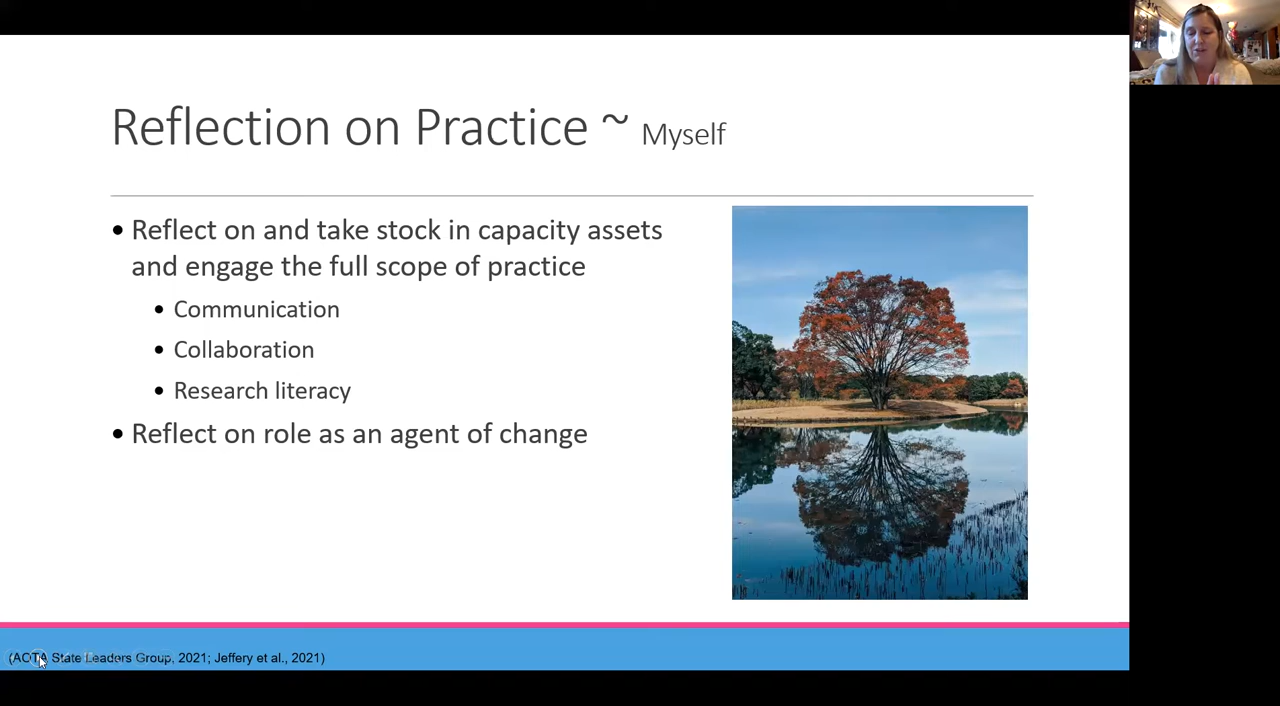 Reflection on Practice ~ Myself
• Reflect on and take stock in capacity assets
and engage the full scope of practice
• Communication
• Collaboration
• Research literacy
• Reflect on role as an agent of change
(AOTA State Leaders Group, 2021; Jeffery et al., 2021)